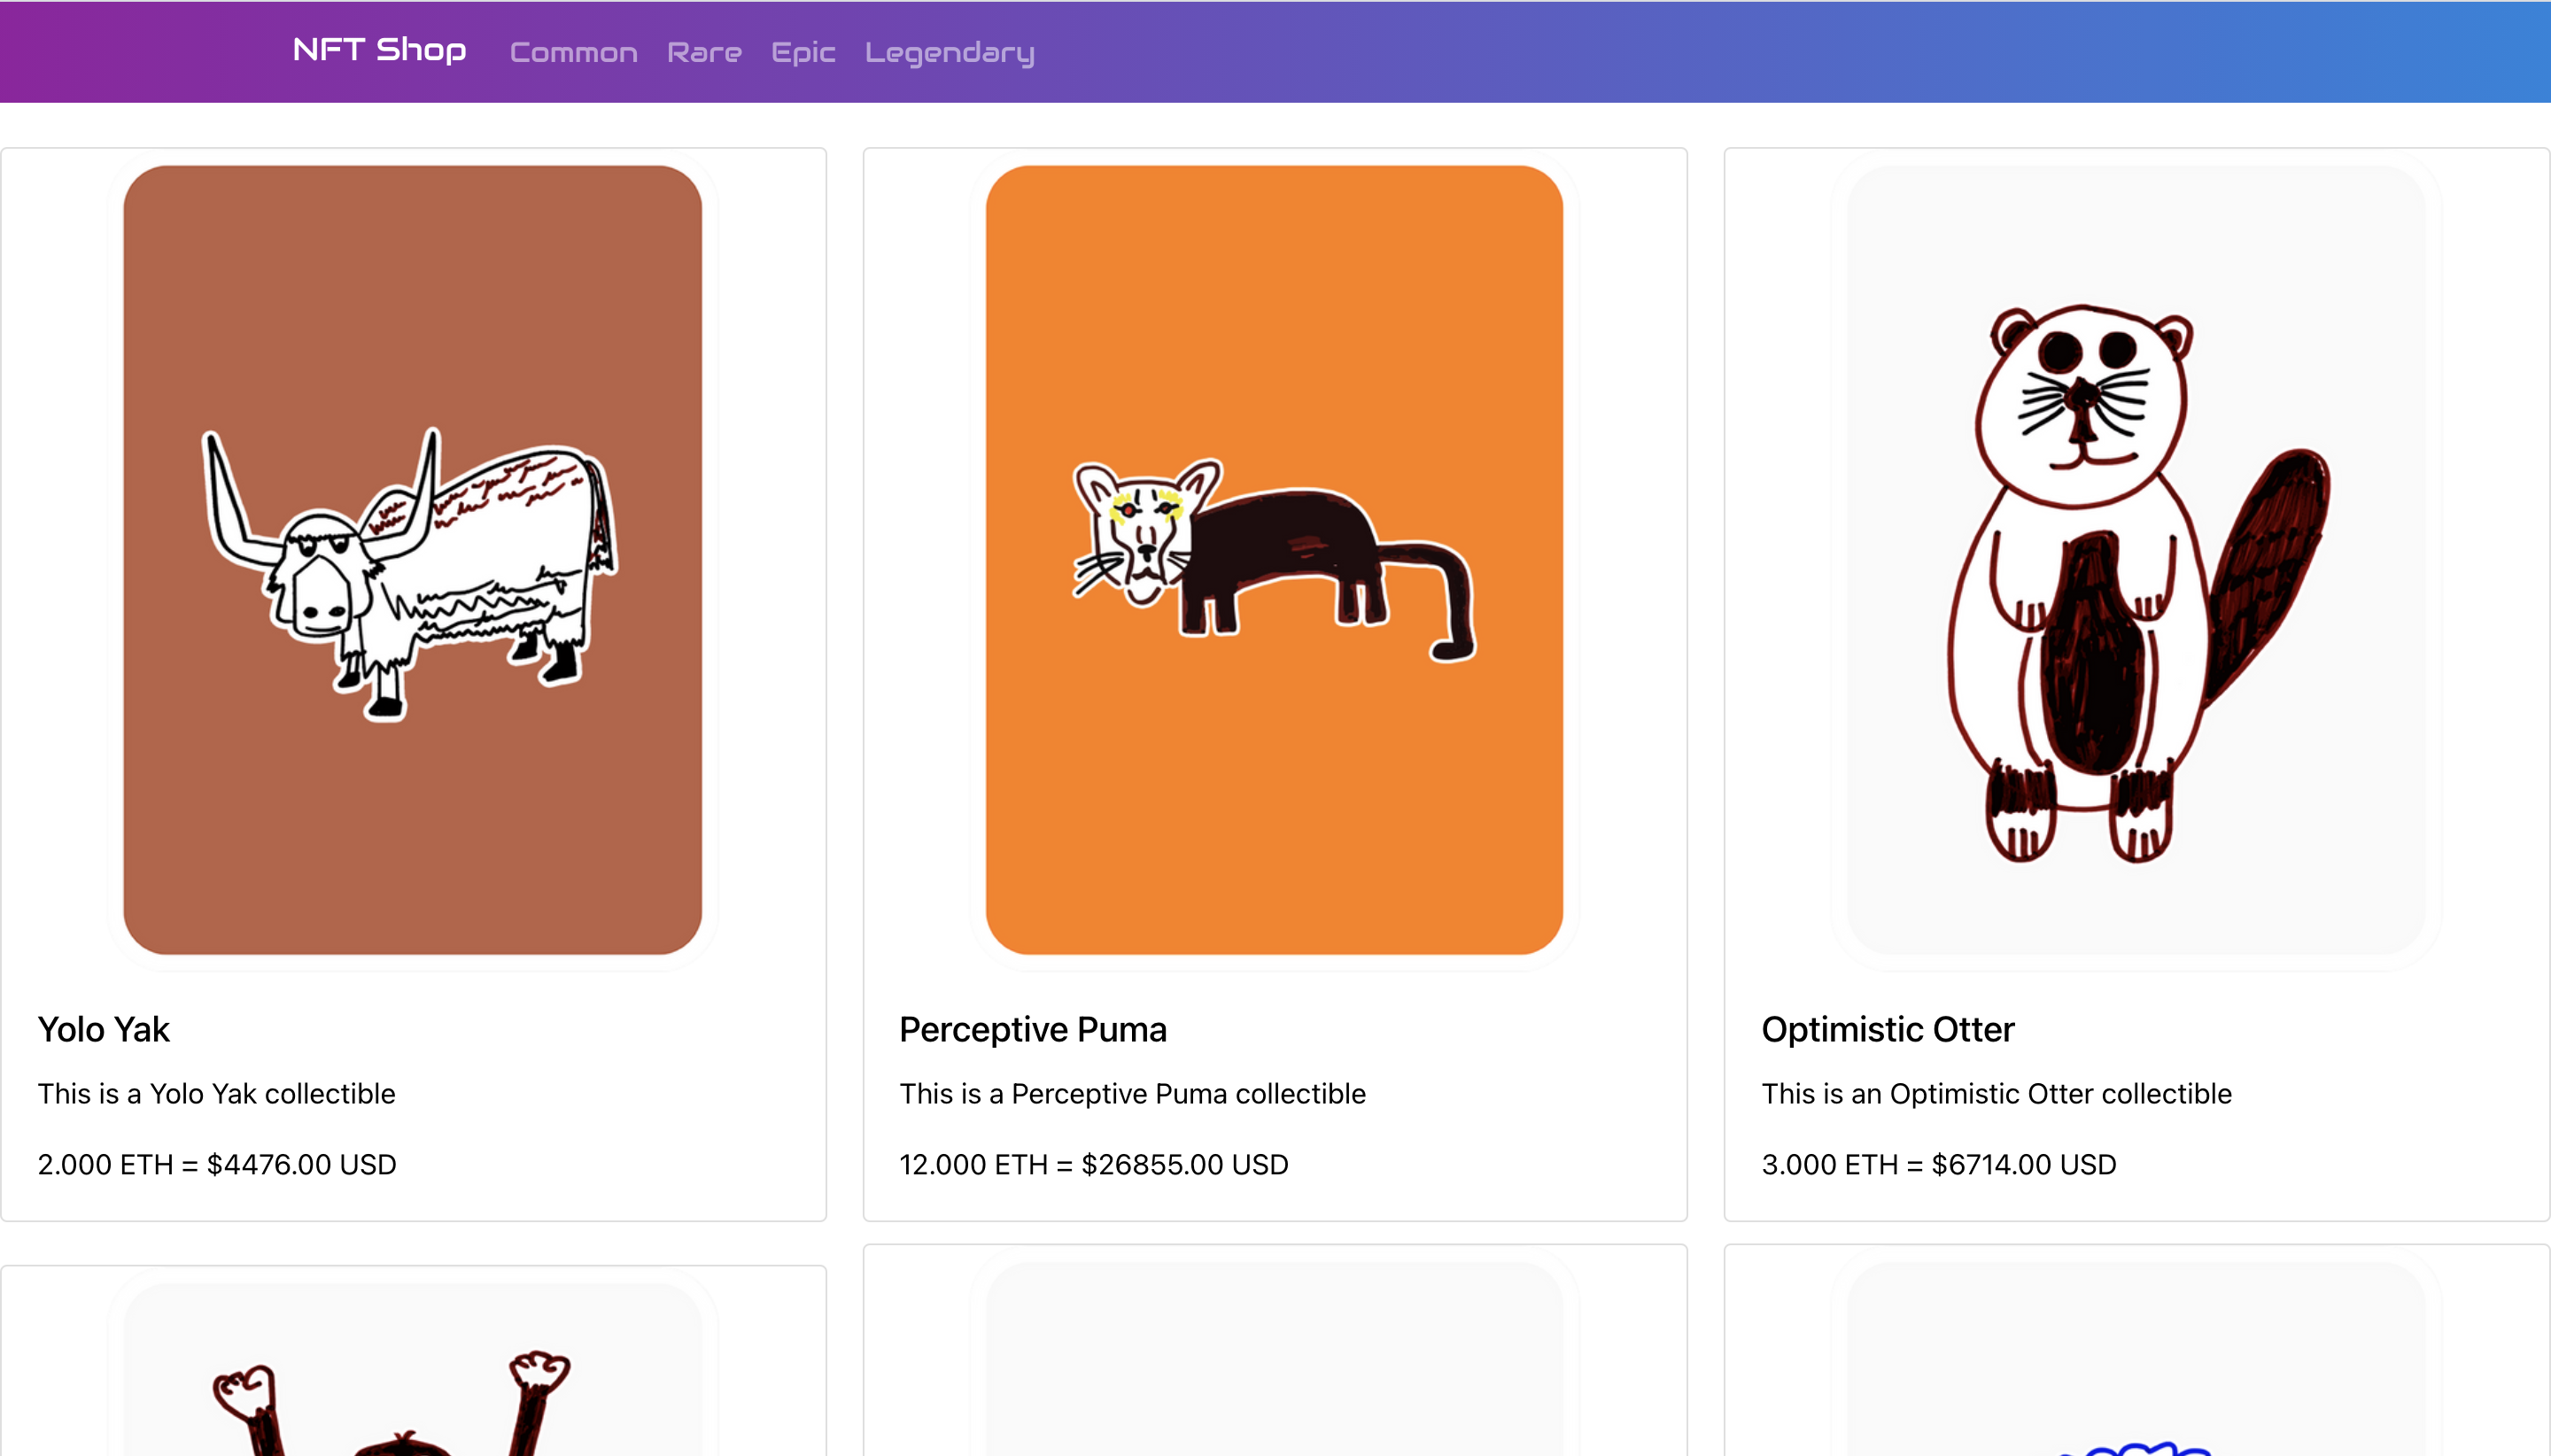 NFT Shop Common Rare Epic Legendary
Yolo Yak
This is a Yolo Yak collectible
2.000 ETH = $4476.00 USD
Perceptive Puma
This is a Perceptive Puma collectible
12.000 ETH = $26855.00 USD
Optimistic Otter
This is an Optimistic Otter collectible
3.000 ETH = $6714.00 USD